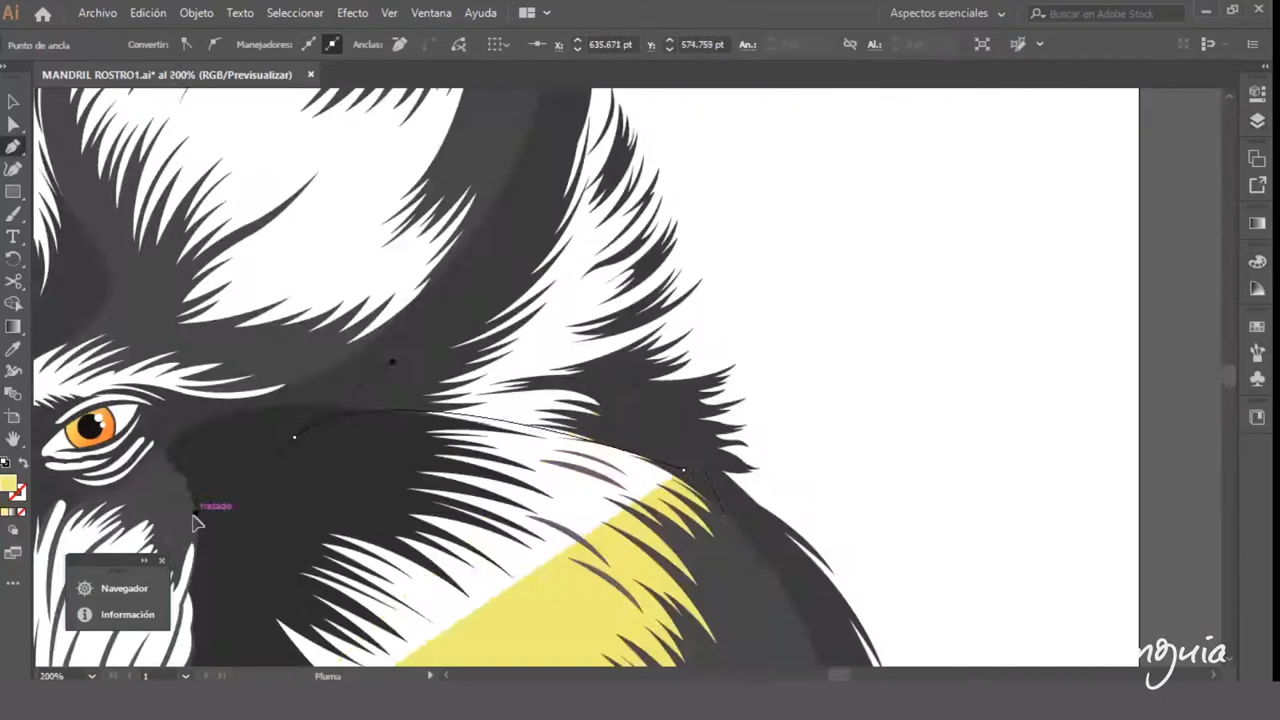 Ai Archivo Edición Objeto Texto Seleccionar Efecto Ver Ventana Ayuda Aspectos esenciales Buscar en Adobe Stock
Punto de ancla Convertir: Manejadores: Anclas: X: 635.671 pt Y: 574.759 pt An.: Al.:
MANDRIL ROSTRO1.ai* al 200% (RGB/Previsualizar)
trazado
Navegador
Información
nguia
200% 1 Pluma